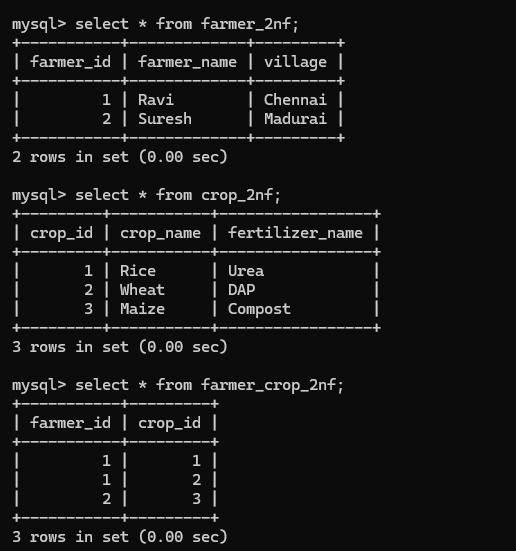 mysql> select * from farmer_2nf;
+-----------+-------------+---------+
| farmer_id | farmer_name | village |
+-----------+-------------+---------+
|         1 | Ravi        | Chennai |
|         2 | Suresh      | Madurai |
+-----------+-------------+---------+
2 rows in set (0.00 sec)
mysql> select * from crop_2nf;
+---------+-----------+-----------------+
| crop_id | crop_name | fertilizer_name |
+---------+-----------+-----------------+
|       1 | Rice      | Urea            |
|       2 | Wheat     | DAP             |
|       3 | Maize     | Compost         |
+---------+-----------+-----------------+
3 rows in set (0.00 sec)
mysql> select * from farmer_crop_2nf;
+-----------+---------+
| farmer_id | crop_id |
+-----------+---------+
|         1 |       1 |
|         1 |       2 |
|         2 |       3 |
+-----------+---------+
3 rows in set (0.00 sec)